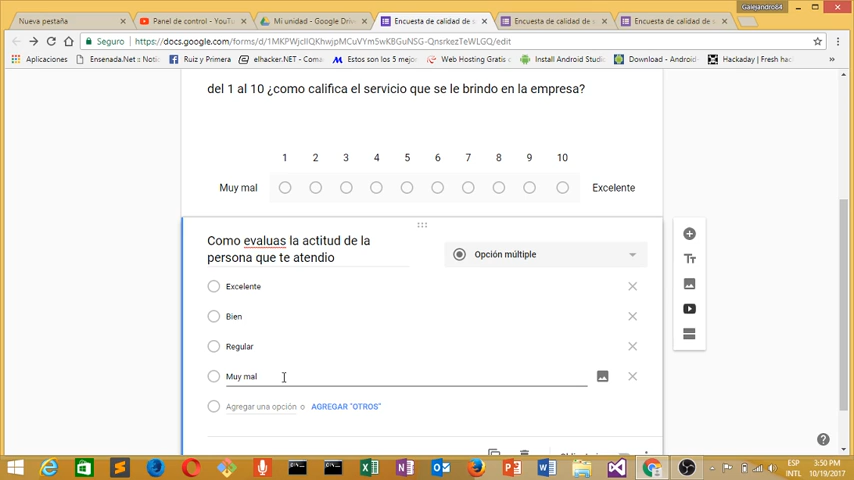 Galejandro84
Nueva pestaña
Panel de control - YouTu
Mi unidad - Google Drive
Encuesta de calidad de s
Encuesta de calidad de s
Encuesta de calidad de s
Seguro
https://docs.google.com/forms/d/1MKPWjclIQKhwjpMCuVYm5wKBGuNSG-QnsrkezTeWLGQ/edit
Aplicaciones
Ensenada.Net :: Notic
Ruiz y Primera
elhacker.NET - Coma
Estos son los 5 mejor
Web Hosting Gratis c
Install Android Studio
Download - Android
Hackaday | Fresh hac
»
del 1 al 10 ¿como califica el servicio que se le brindo en la empresa?
1 2 3 4 5 6 7 8 9 10
Muy mal
Excelente
Como evaluas la actitud de la
persona que te atendio
Opción múltiple
Excelente
Bien
Regular
Muy mal
Agregar una opción o AGREGAR "OTROS"
ESP
INTL
3:50 PM
10/19/2017